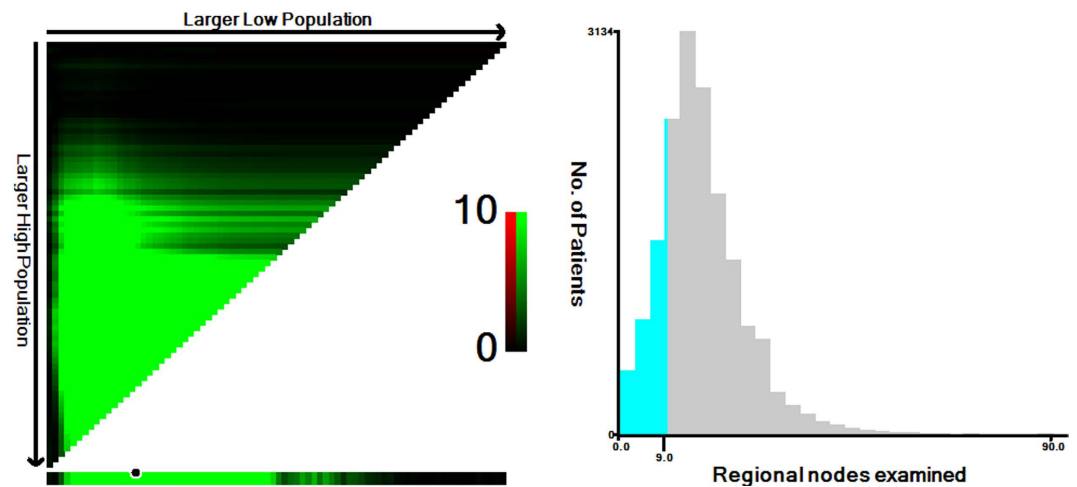 Larger Low Population
Larger High Population
10
0
3134
No. of Patients
0
0.0
9.0
90.0
Regional nodes examined